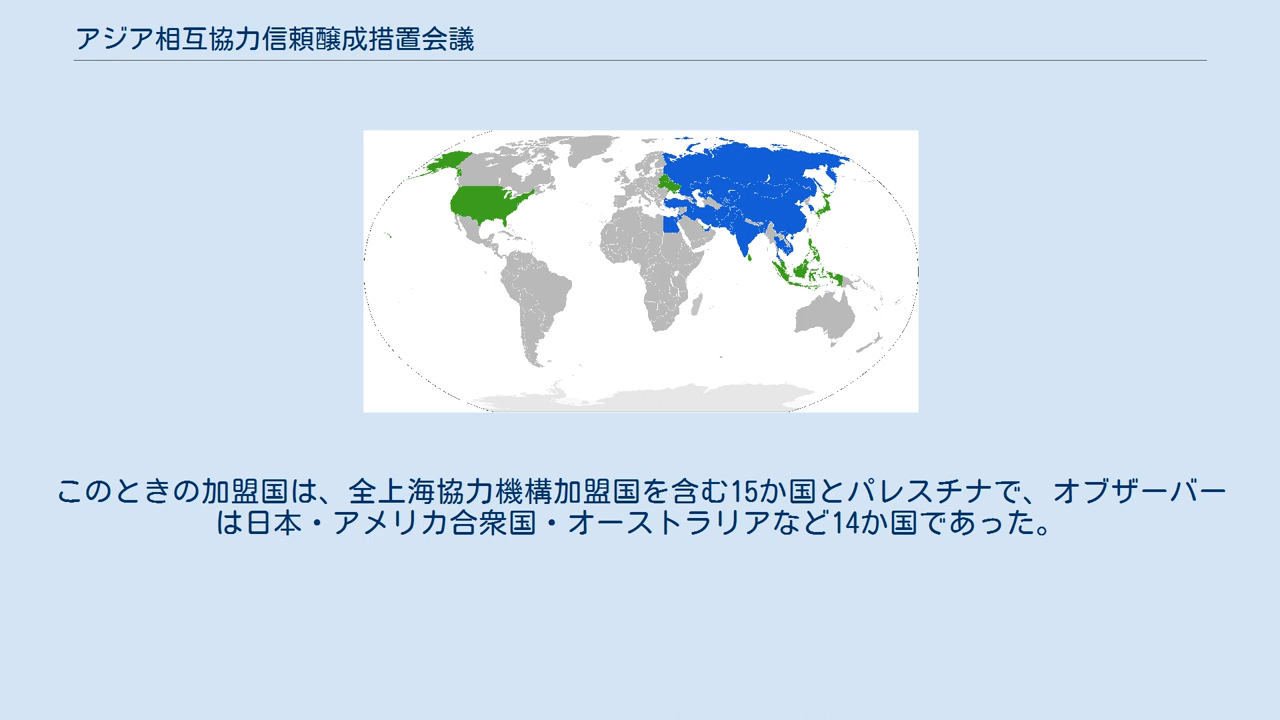 アジア相互協力信頼醸成措置会議
このときの加盟国は、全上海協力機構加盟国を含む15か国とパレスチナで、オブザーバー
は日本・アメリカ合衆国・オーストラリアなど14か国であった。